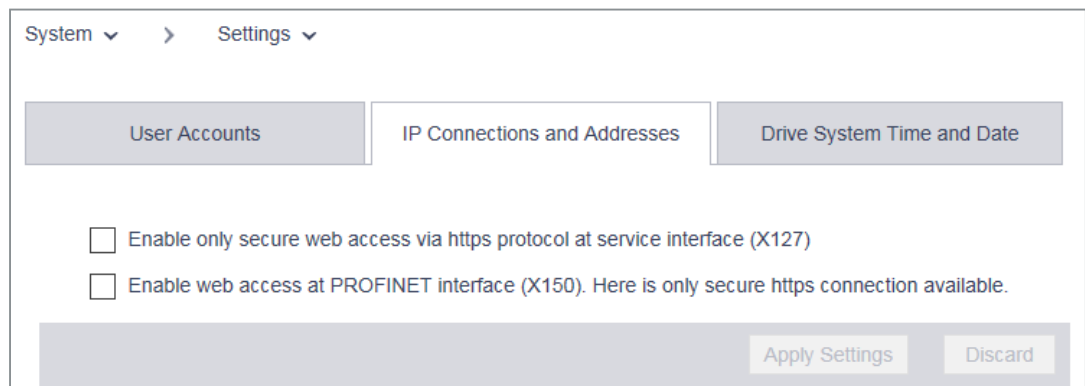 System > Settings
User Accounts IP Connections and Addresses Drive System Time and Date
Enable only secure web access via https protocol at service interface (X127)
Enable web access at PROFINET interface (X150). Here is only secure https connection available.
Apply Settings Discard